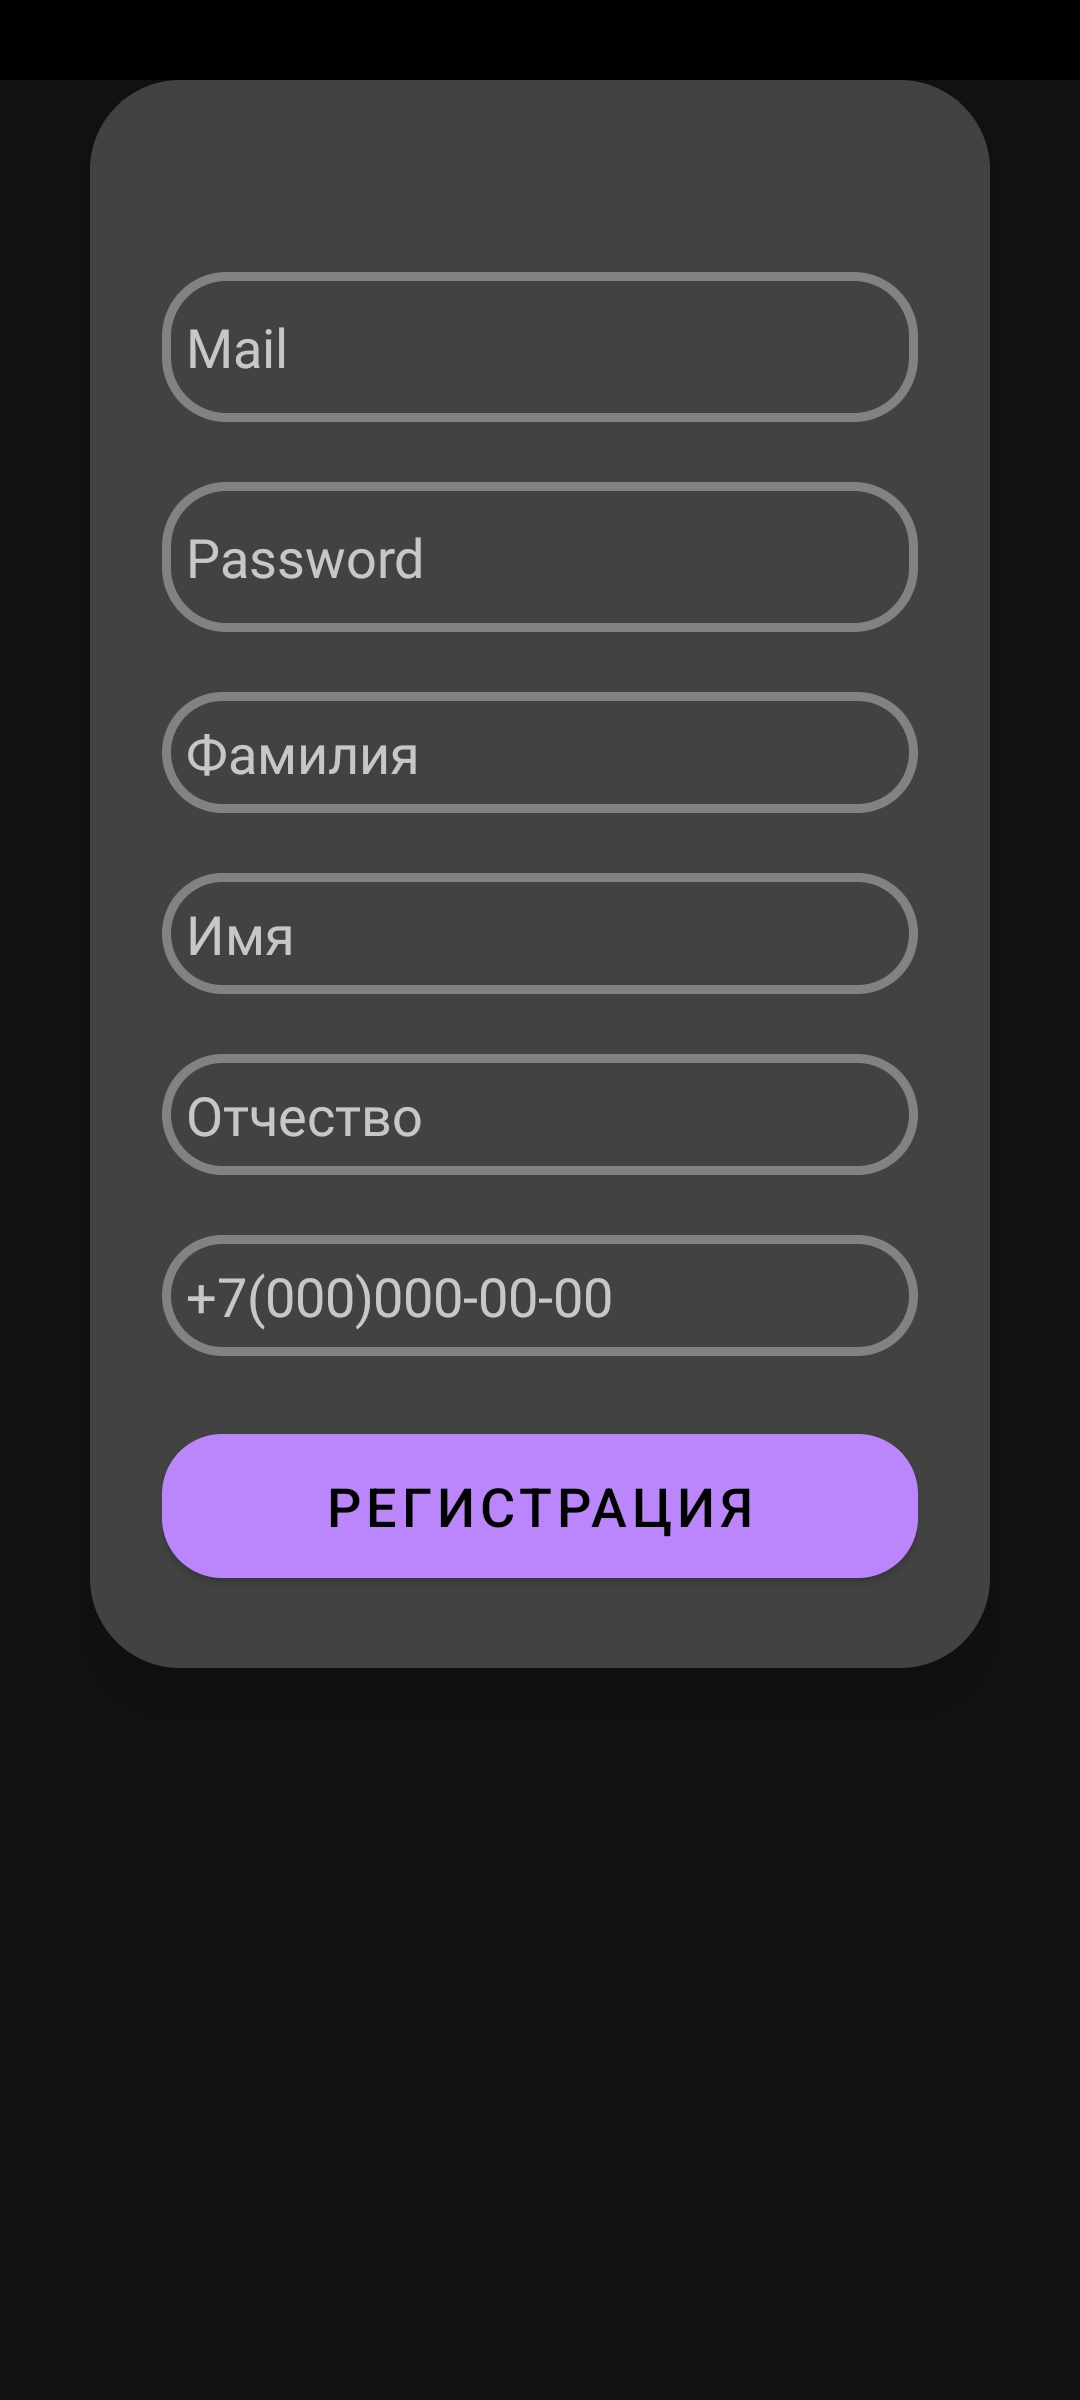 Mail
Password
Фамилия
Имя
Отчество
+7(000)000-00-00
РЕГИСТРАЦИЯ